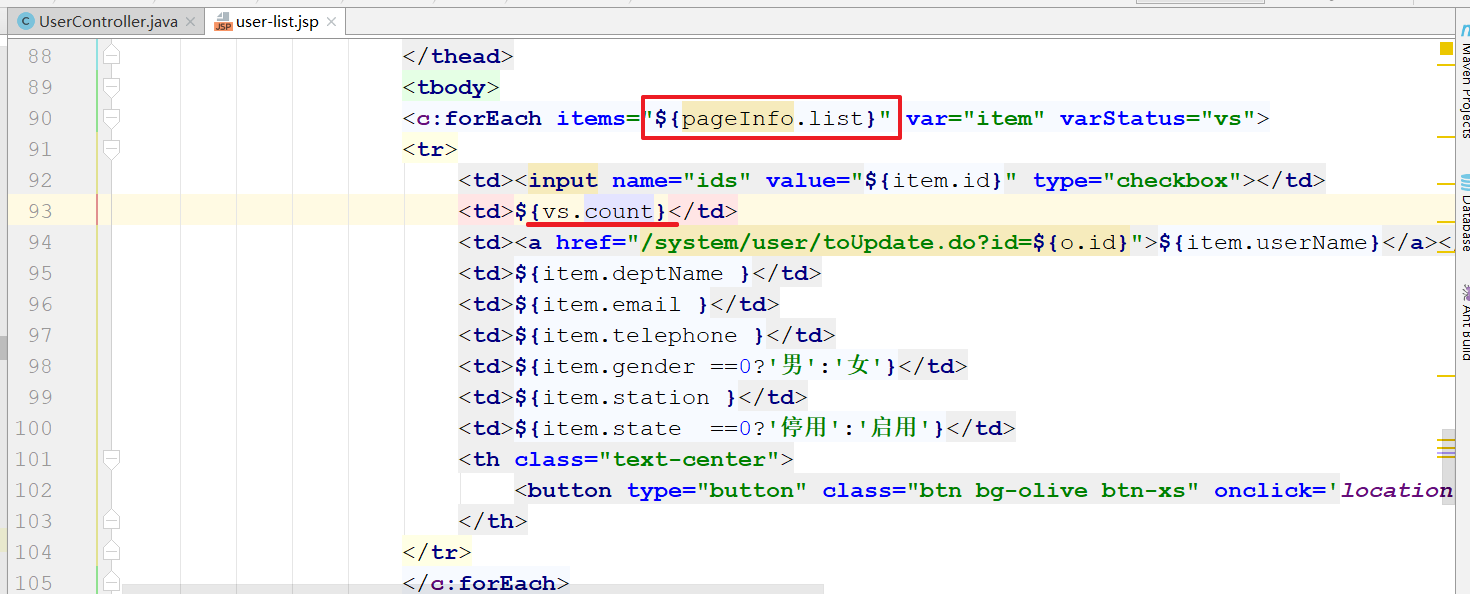 UserController.java
user-list.jsp
88 </thead>
89 <tbody>
90 <c:forEach items="${pageInfo.list}" var="item" varStatus="vs">
91 <tr>
92 <td><input name="ids" value="${item.id}" type="checkbox"></td>
93 <td>${vs.count}</td>
94 <td><a href="/system/user/toUpdate.do?id=${o.id}">${item.userName}</a><
95 <td>${item.deptName }</td>
96 <td>${item.email }</td>
97 <td>${item.telephone }</td>
98 <td>${item.gender ==0?'男':'女'}</td>
99 <td>${item.station }</td>
100 <td>${item.state  ==0?'停用':'启用'}</td>
101 <th class="text-center">
102 <button type="button" class="btn bg-olive btn-xs" onclick='location
103 </th>
104 </tr>
105 </c:forEach>
Maven Projects
Database
Ant Build